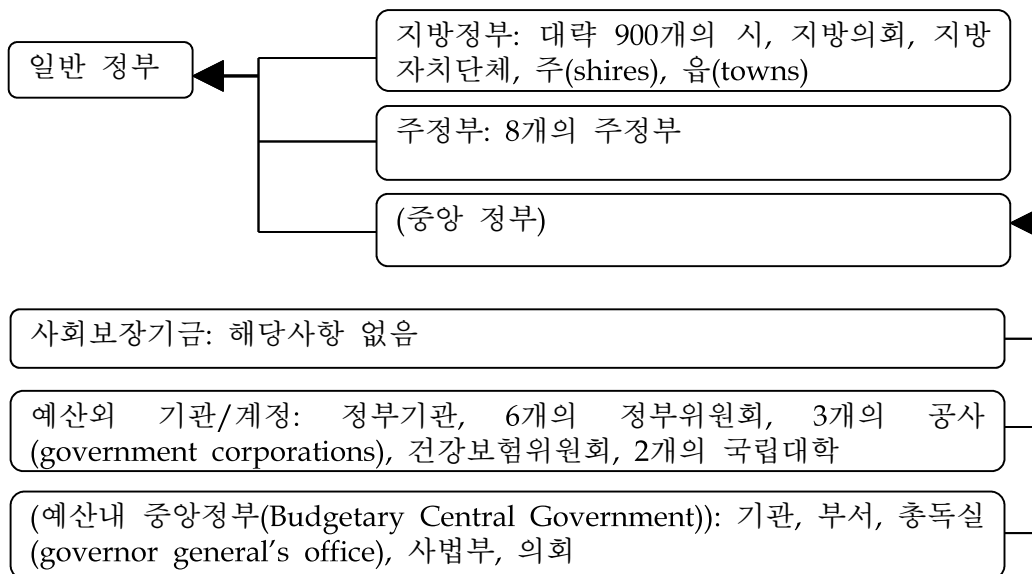 일반 정부
지방정부: 대략 900개의 시, 지방의회, 지방
자치단체, 주(shires), 읍(towns)
주정부: 8개의 주정부
(중앙 정부)
사회보장기금: 해당사항 없음
예산외 기관/계정: 정부기관, 6개의 정부위원회, 3개의 공사
(government corporations), 건강보험위원회, 2개의 국립대학
(예산내 중앙정부(Budgetary Central Government)): 기관, 부서, 총독실
(governor general's office), 사법부, 의회